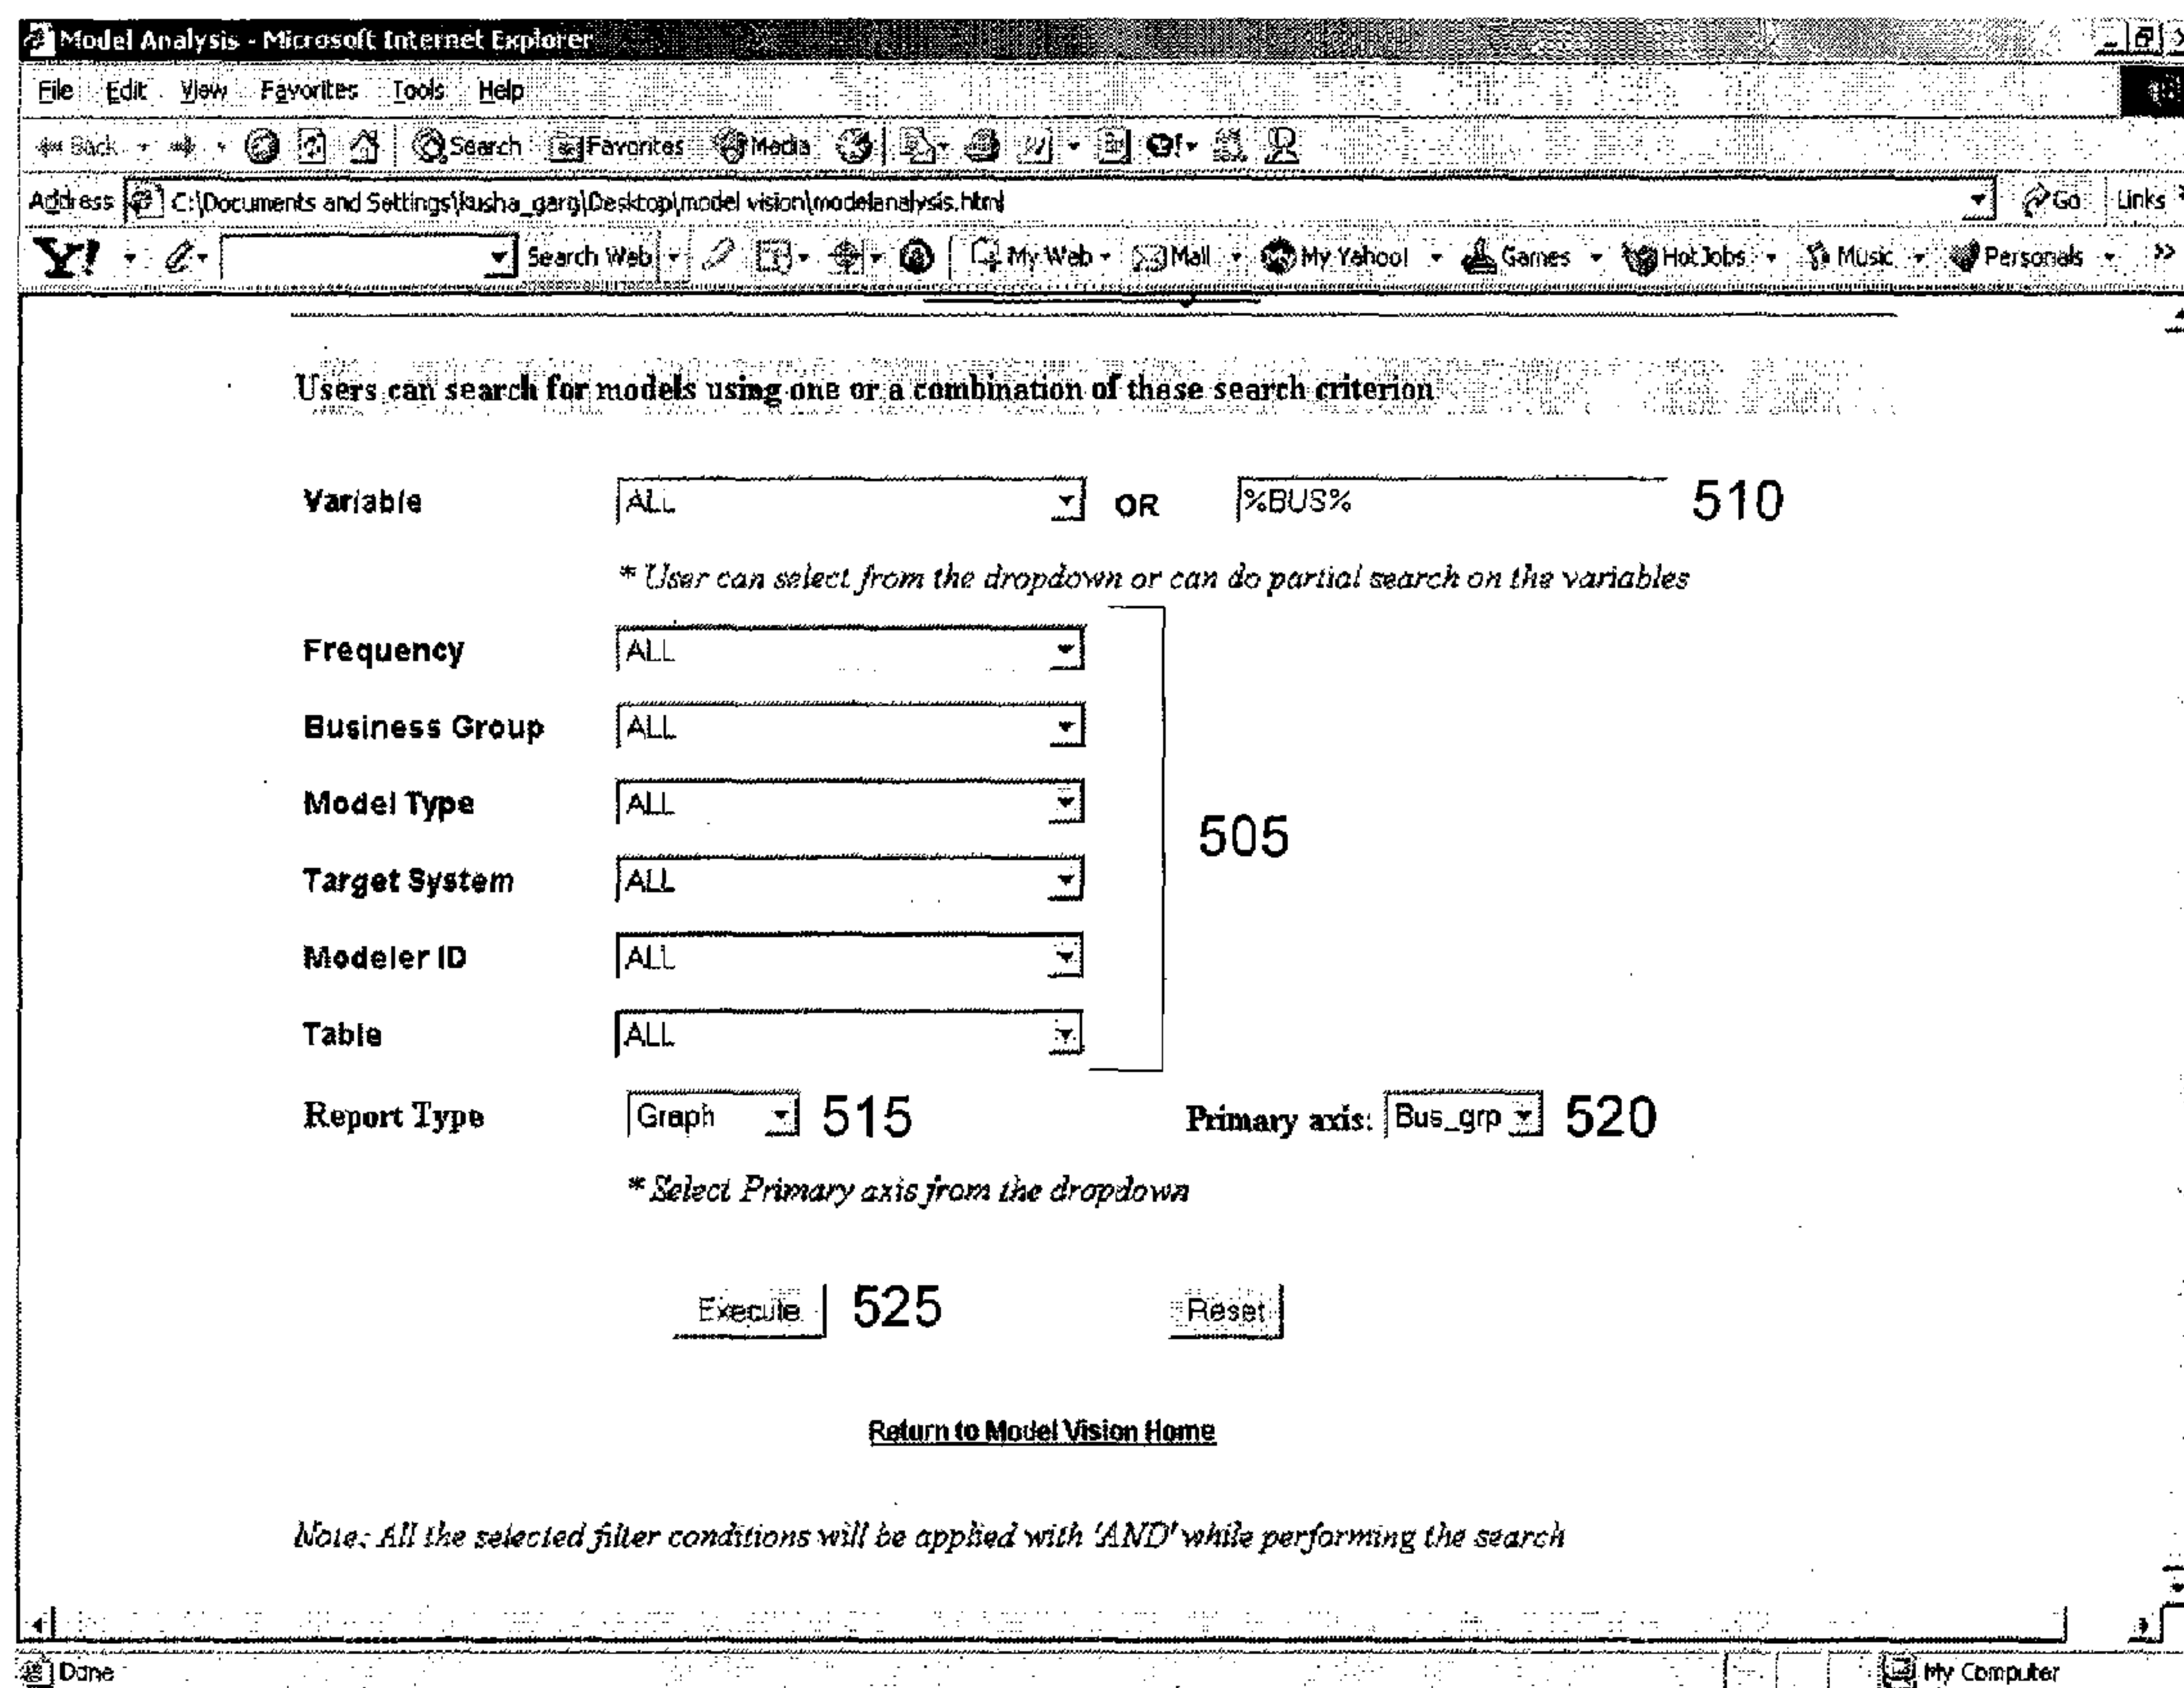 Model Analysis - Microsoft Internet Explorer
File Edit View Favorites Tools Help
Back Search Favorites Media
Address C:\Documents and Settings\kusha_garg\Desktop\model vision\modelanalysis.html Go Links
Y! Search Web My Web Mail My Yahoo! Games HotJobs Music Personals >>
Users can search for models using one or a combination of these search criterion
Variable ALL OR %BUS% 510
* User can select from the dropdown or can do partial search on the variables
Frequency ALL
Business Group ALL
Model Type ALL
505
Target System ALL
Modeler ID ALL
Table ALL
Report Type Graph 515 Primary axis: Bus_grp 520
* Select Primary axis from the dropdown
Execute 525 Reset
Return to Model Vision Home
Note: All the selected filter conditions will be applied with 'AND' while performing the search
Done My Computer